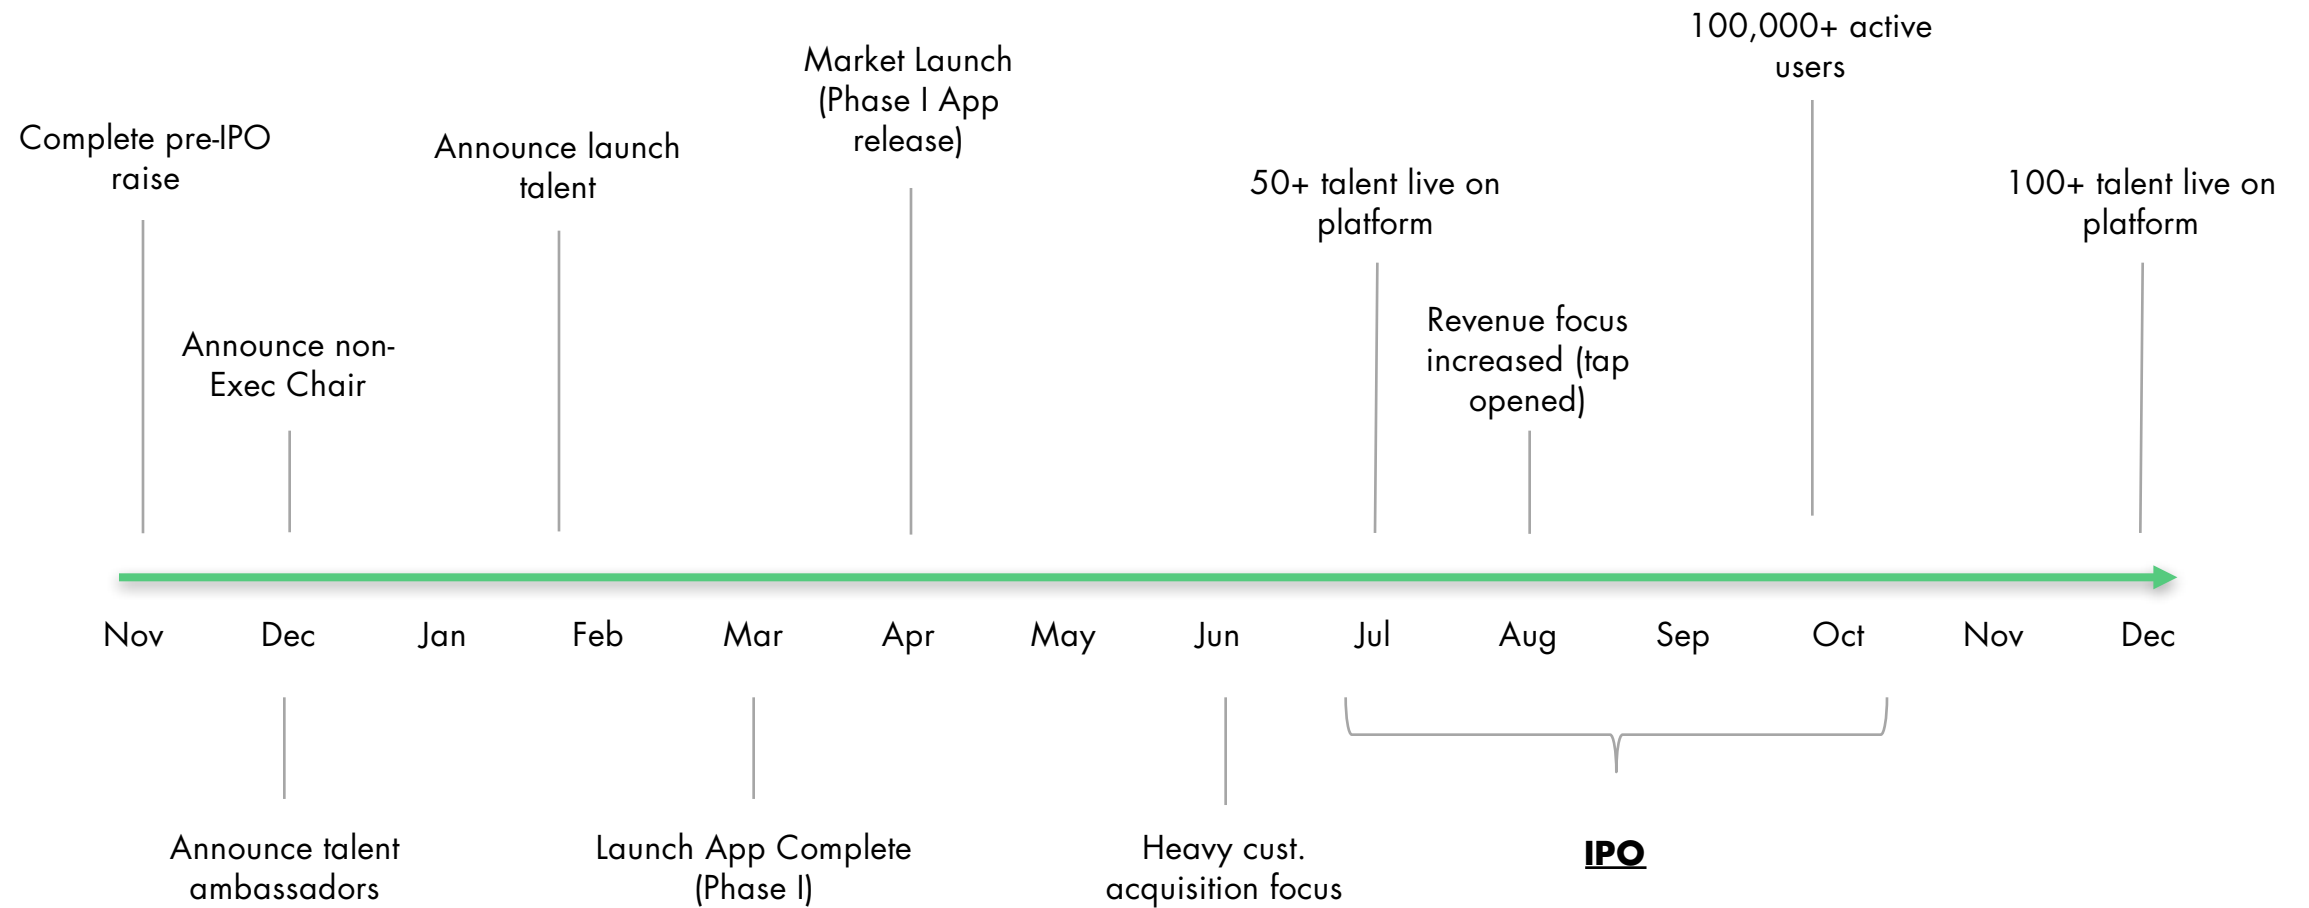 100,000+ active
users
Market Launch
(Phase I App
release)
Complete pre-IPO
raise
Announce launch
talent
50+ talent live on
platform
100+ talent live on
platform
Revenue focus
increased (tap
opened)
Announce non-
Exec Chair
Nov Dec Jan Feb Mar Apr May Jun Jul Aug Sep Oct Nov Dec
Announce talent
ambassadors
Launch App Complete
(Phase I)
Heavy cust.
acquisition focus
IPO